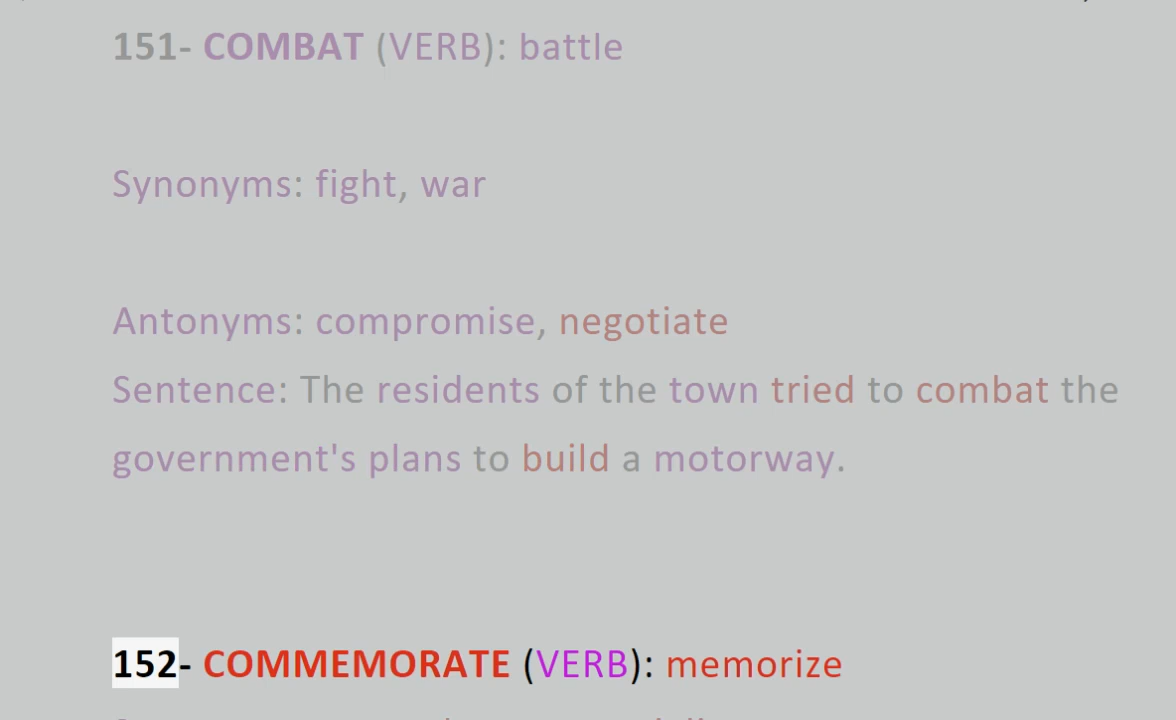 151- COMBAT (VERB): battle
Synonyms: fight, war
Antonyms: compromise, negotiate
Sentence: The residents of the town tried to combat the
government's plans to build a motorway.
152- COMMEMORATE (VERB): memorize